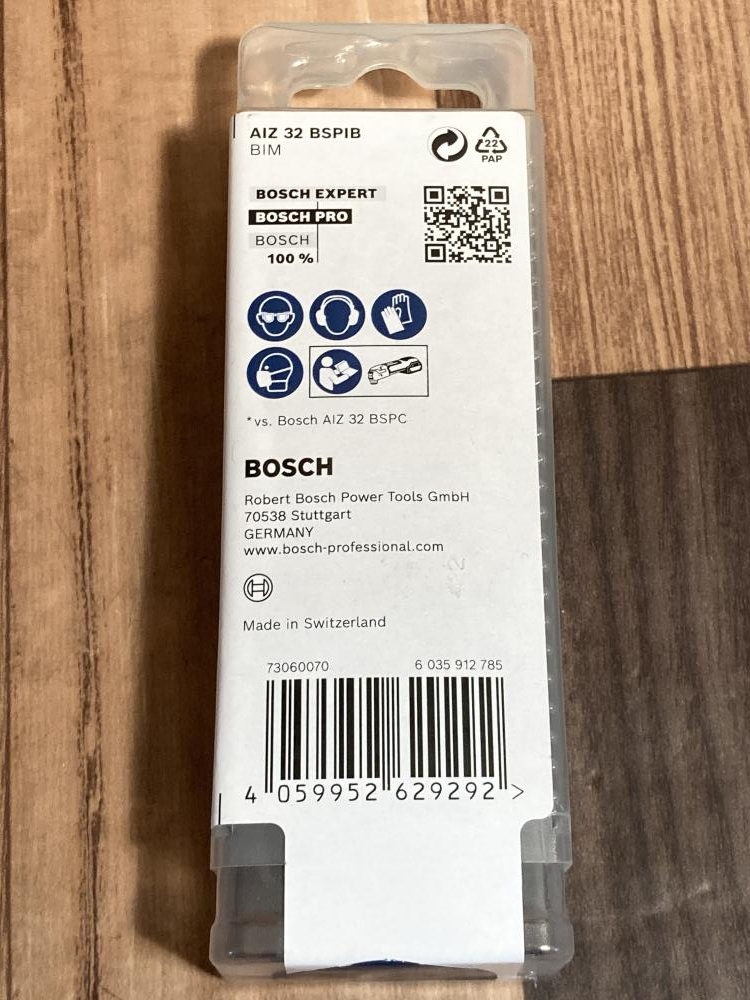 AIZ 32 BSPIB
BIM
22
PAP
BOSCH EXPERT
BOSCH PRO
BOSCH
100 %
*vs. Bosch AIZ 32 BSPC
BOSCH
Robert Bosch Power Tools GmbH
70538 Stuttgart
GERMANY
www.bosch-professional.com
Made in Switzerland
73060070 6 035 912 785
4 059952 629292 >